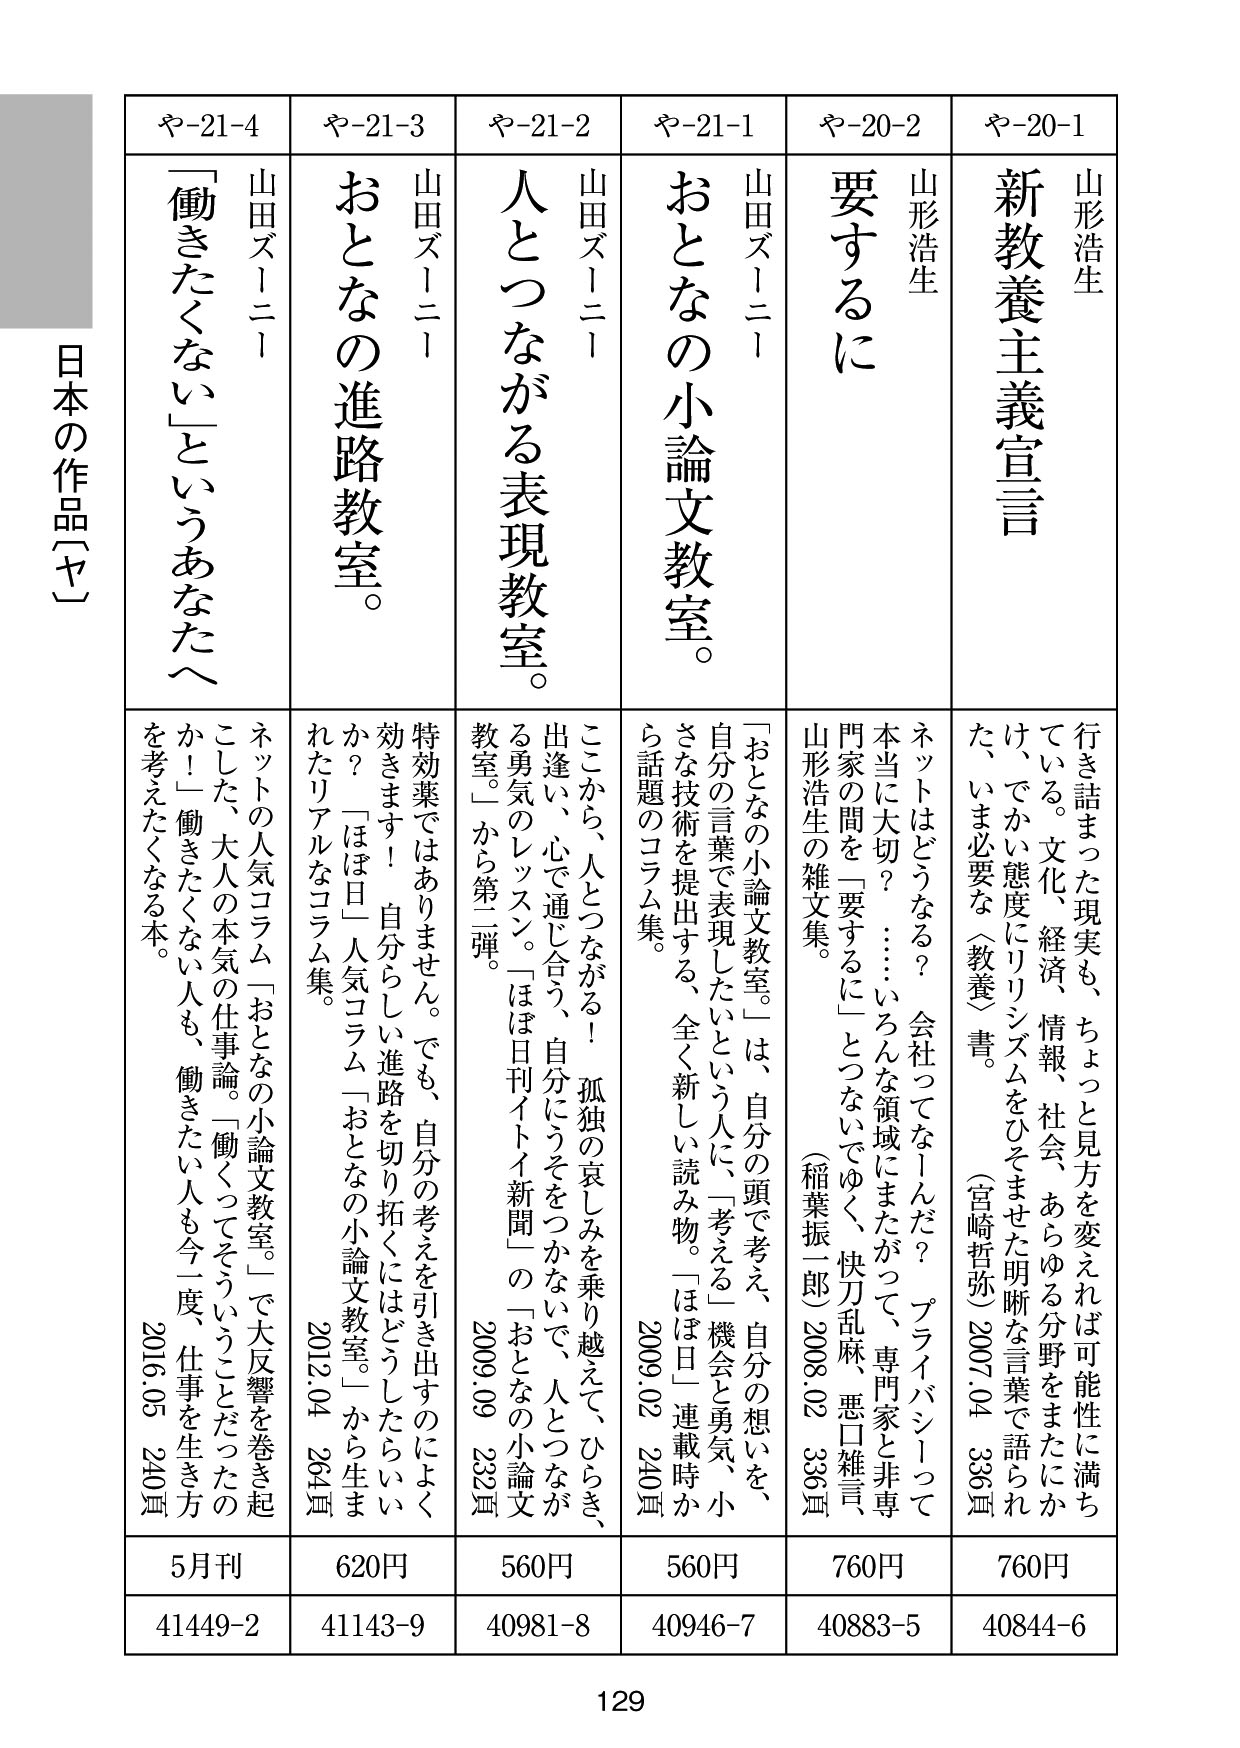 や-20-1
山形浩生
新教養主義宣言
行き詰まった現実も、ちょっと見方を変えれば可能性に満ち
ている。文化、経済、情報、社会、あらゆる分野をまたにか
け、でかい態度にリリシズムをひそませた明晰な言葉で語られ
た、いま必要な〈教養〉書。 (宮崎哲弥) 2007.04 336頁
760円
40844-6
や-20-2
山形浩生
要するに
ネットはどうなる? 会社ってなーんだ? プライバシーって
本当に大切? ……いろんな領域にまたがって、専門家と非専
門家の間を「要するに」とつないでゆく、快刀乱麻、悪口雑言、
山形浩生の雑文集。 (稲葉振一郎) 2008.02 336頁
760円
40883-5
や-21-1
山田ズーニー
おとなの小論文教室。
「おとなの小論文教室。」は、自分の頭で考え、自分の想いを、
自分の言葉で表現したいという人に、「考える」機会と勇気、小
さな技術を提出する、全く新しい読み物。「ほぼ日」連載時か
ら話題のコラム集。 2009.02 240頁
560円
40946-7
や-21-2
山田ズーニー
人とつながる表現教室。
ここから、人とつながる! 孤独の哀しみを乗り越えて、ひらき、
出逢い、心で通じ合う、自分にうそをつかないで、人とつなが
る勇気のレッスン。「ほぼ日刊イトイ新聞」の「おとなの小論文
教室。」から第二弾。 2009.09 232頁
560円
40981-8
や-21-3
山田ズーニー
おとなの進路教室。
特効薬ではありません。でも、自分の考えを引き出すのによく
効きます! 自分らしい進路を切り拓くにはどうしたらいい
か? 「ほぼ日」人気コラム「おとなの小論文教室。」から生ま
れたリアルなコラム集。 2012.04 264頁
620円
41143-9
や-21-4
山田ズーニー
「働きたくない」というあなたへ
ネットの人気コラム「おとなの小論文教室。」で大反響を巻き起
こした、大人の本気の仕事論。「働くってそういうことだったの
か!」働きたくない人も、働きたい人も今一度、仕事を生き方
を考えたくなる本。 2016.05 240頁
5月刊
41449-2
日本の作品〔ヤ〕
129